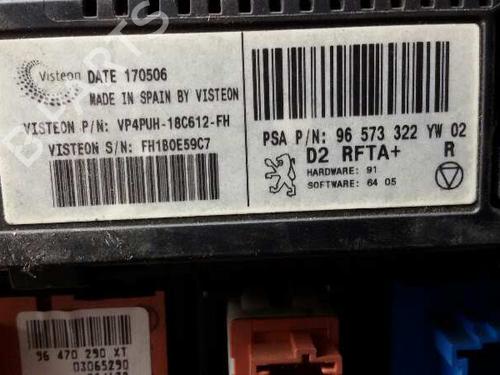 Visteon DATE 170506
MADE IN SPAIN BY VISTEON
VISTEON P/N: VP4PUH-18C612-FH
VISTEON S/N: FH1B0E59C7
PSA P/N: 96 573 322 YW 02
D2 RFTA+ R
HARDWARE: 91
SOFTWARE: 64 05
96 470 290 XT
03065290